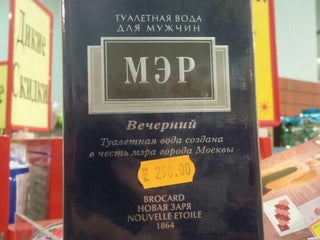 ТУАЛЕТНАЯ ВОДА
ДЛЯ МУЖЧИН
Дикие
Скидки
МЭР
Вечерний
Туалетная вода создана
в честь мэра города Москвы
250.00
BROCARD
НОВАЯ ЗАРЯ
NOUVELLE ETOILE
1864